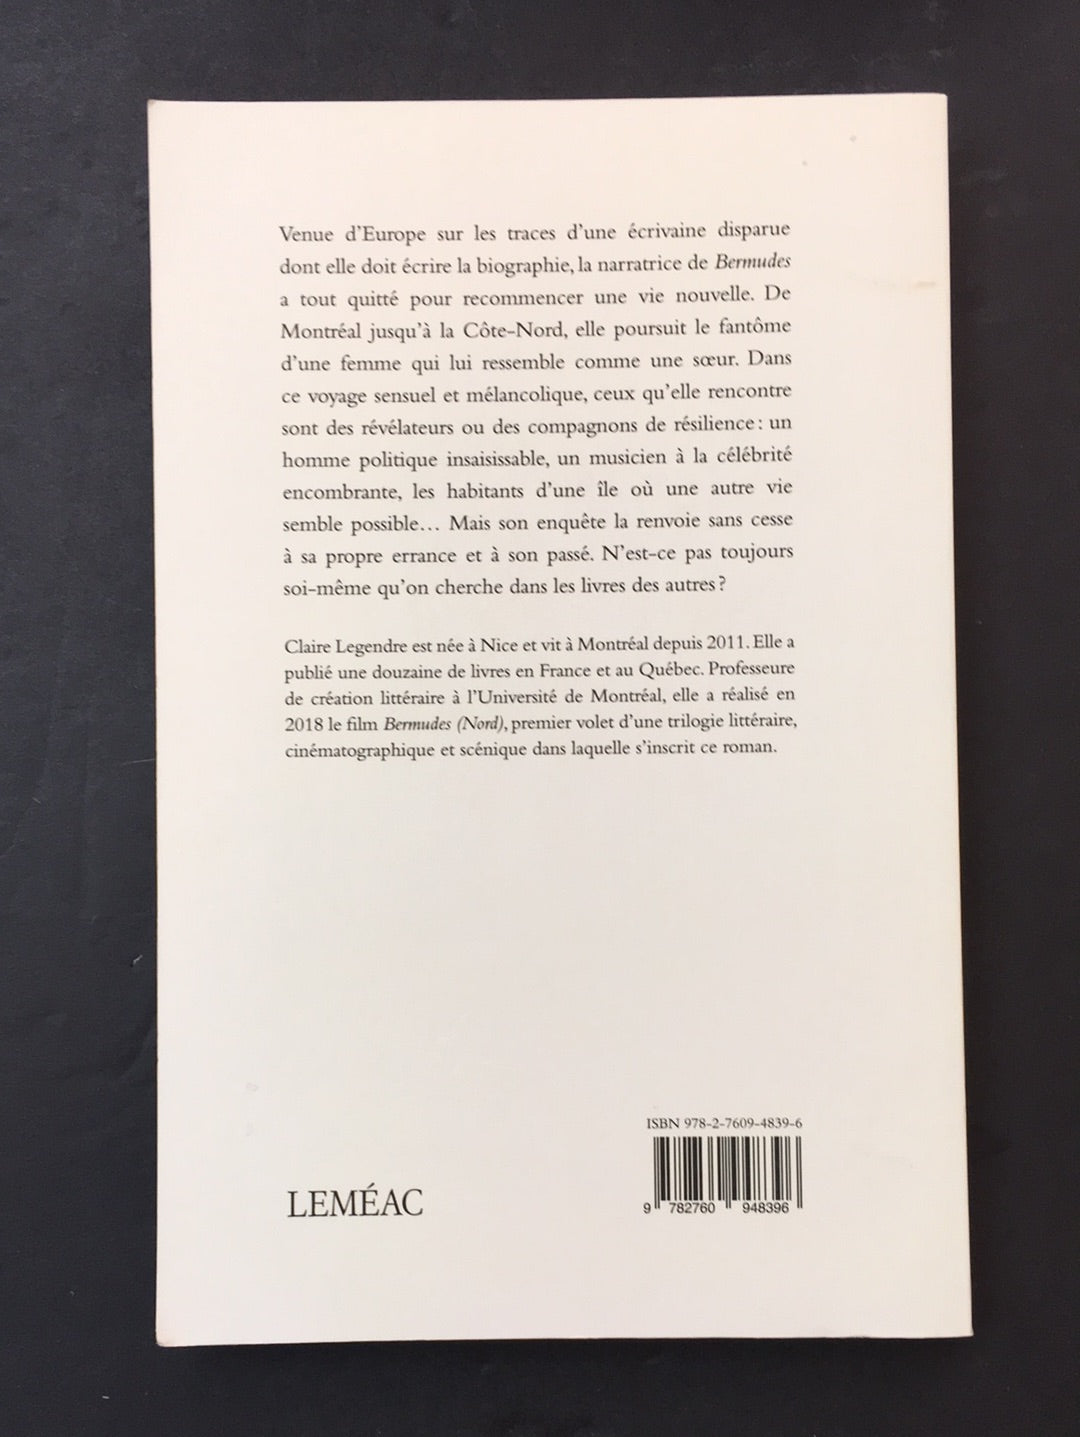 Venue d'Europe sur les traces d'une écrivaine disparue
dont elle doit écrire la biographie, la narratrice de Bermudes
a tout quitté pour recommencer une vie nouvelle. De
Montréal jusqu'à la Côte-Nord, elle poursuit le fantôme
d'une femme qui lui ressemble comme une sœur. Dans
ce voyage sensuel et mélancolique, ceux qu'elle rencontre
sont des révélateurs ou des compagnons de résilience : un
homme politique insaisissable, un musicien à la célébrité
encombrante, les habitants d'une île où une autre vie
semble possible… Mais son enquête la renvoie sans cesse
à sa propre errance et à son passé. N'est-ce pas toujours
soi-même qu'on cherche dans les livres des autres ?
Claire Legendre est née à Nice et vit à Montréal depuis 2011. Elle a
publié une douzaine de livres en France et au Québec. Professeure
de création littéraire à l'Université de Montréal, elle a réalisé en
2018 le film Bermudes (Nord), premier volet d'une trilogie littéraire,
cinématographique et scénique dans laquelle s'inscrit ce roman.
ISBN 978-2-7609-4839-6
LEMÉAC
9 782760 948396